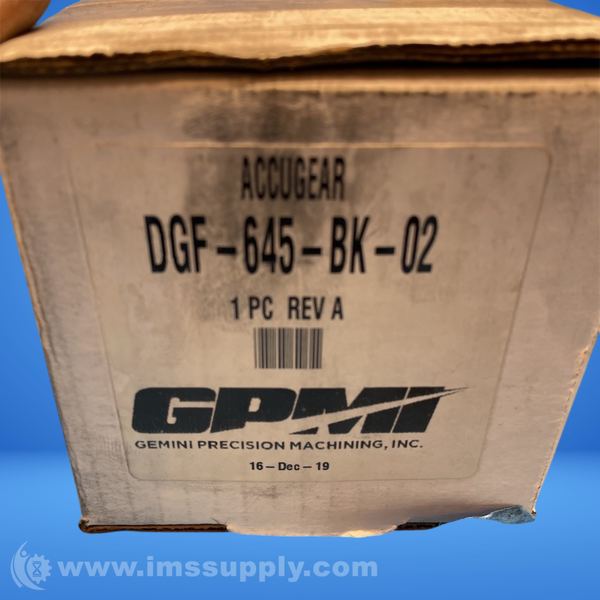 ACCUGEAR
DGF-645-BK-02
1 PC REV A
GPMI
GEMINI PRECISION MACHINING, INC.
16-Dec-19
www.imssupply.com